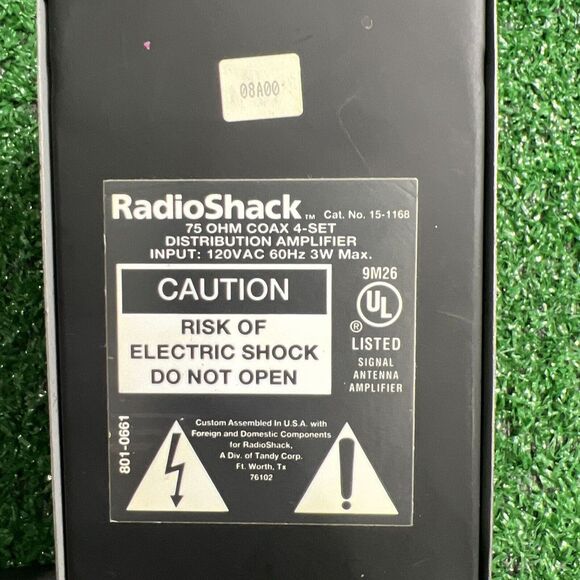 08A00
RadioShack™ Cat. No. 15-1168
75 OHM COAX 4-SET
DISTRIBUTION AMPLIFIER
INPUT: 120VAC 60Hz 3W Max.
CAUTION
RISK OF
ELECTRIC SHOCK
DO NOT OPEN
9M26
UL
®
LISTED
SIGNAL
ANTENNA
AMPLIFIER
801-0661
Custom Assembled In U.S.A. with
Foreign and Domestic Components
for RadioShack,
A Div. of Tandy Corp.
Ft. Worth, Tx
76102
!